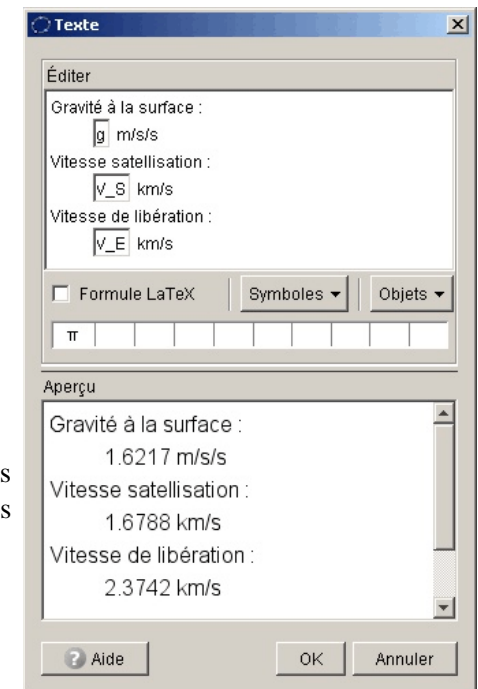 Texte
Éditer
Gravité à la surface :
g m/s/s
Vitesse satellisation :
V_S km/s
Vitesse de libération :
V_E km/s
Formule LaTeX Symboles Objets
π
Aperçu
Gravité à la surface :
1.6217 m/s/s
Vitesse satellisation :
1.6788 km/s
Vitesse de libération :
2.3742 km/s
s
s
Aide OK Annuler